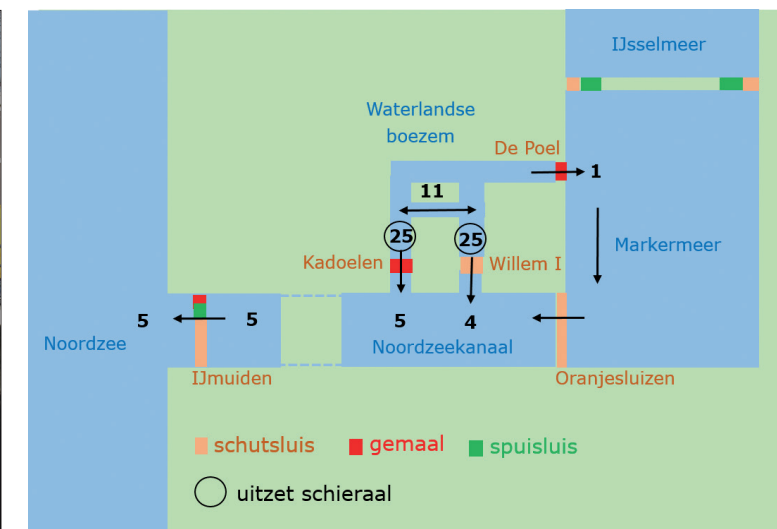 IJsselmeer
Waterlandse
boezem
De Poel
1
11
25
25
Kadoelen
Willem I
Markermeer
5
5
5
4
Noordzee
Noordzeekanaal
IJmuiden
Oranjesluizen
schutsluis
gemaal
spuisluis
uitzet schieraal